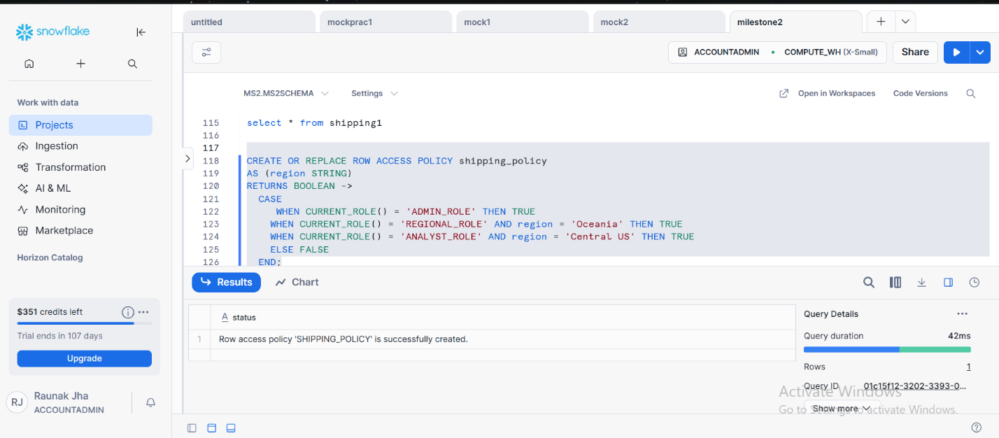 snowflake
Work with data
Projects
Ingestion
Transformation
AI & ML
Monitoring
Marketplace
Horizon Catalog
$351 credits left
Trial ends in 107 days
Upgrade
RJ
Raunak Jha
ACCOUNTADMIN
untitled
mockprac1
mock1
mock2
milestone2
ACCOUNTADMIN • COMPUTE_WH (X-Small)
Share
MS2.MS2SCHEMA
Settings
Open in Workspaces
Code Versions
115 select * from shipping1
116
117
118 CREATE OR REPLACE ROW ACCESS POLICY shipping_policy
119 AS (region STRING)
120 RETURNS BOOLEAN ->
121 CASE
122 WHEN CURRENT_ROLE() = 'ADMIN_ROLE' THEN TRUE
123 WHEN CURRENT_ROLE() = 'REGIONAL_ROLE' AND region = 'Oceania' THEN TRUE
124 WHEN CURRENT_ROLE() = 'ANALYST_ROLE' AND region = 'Central US' THEN TRUE
125 ELSE FALSE
126 END;
Results
Chart
A status
1 Row access policy 'SHIPPING_POLICY' is successfully created.
Query Details
Query duration 42ms
Rows 1
Query ID 01c15f12-3202-3393-0...
Show more
Activate Windows
Go to Settings to activate Windows.